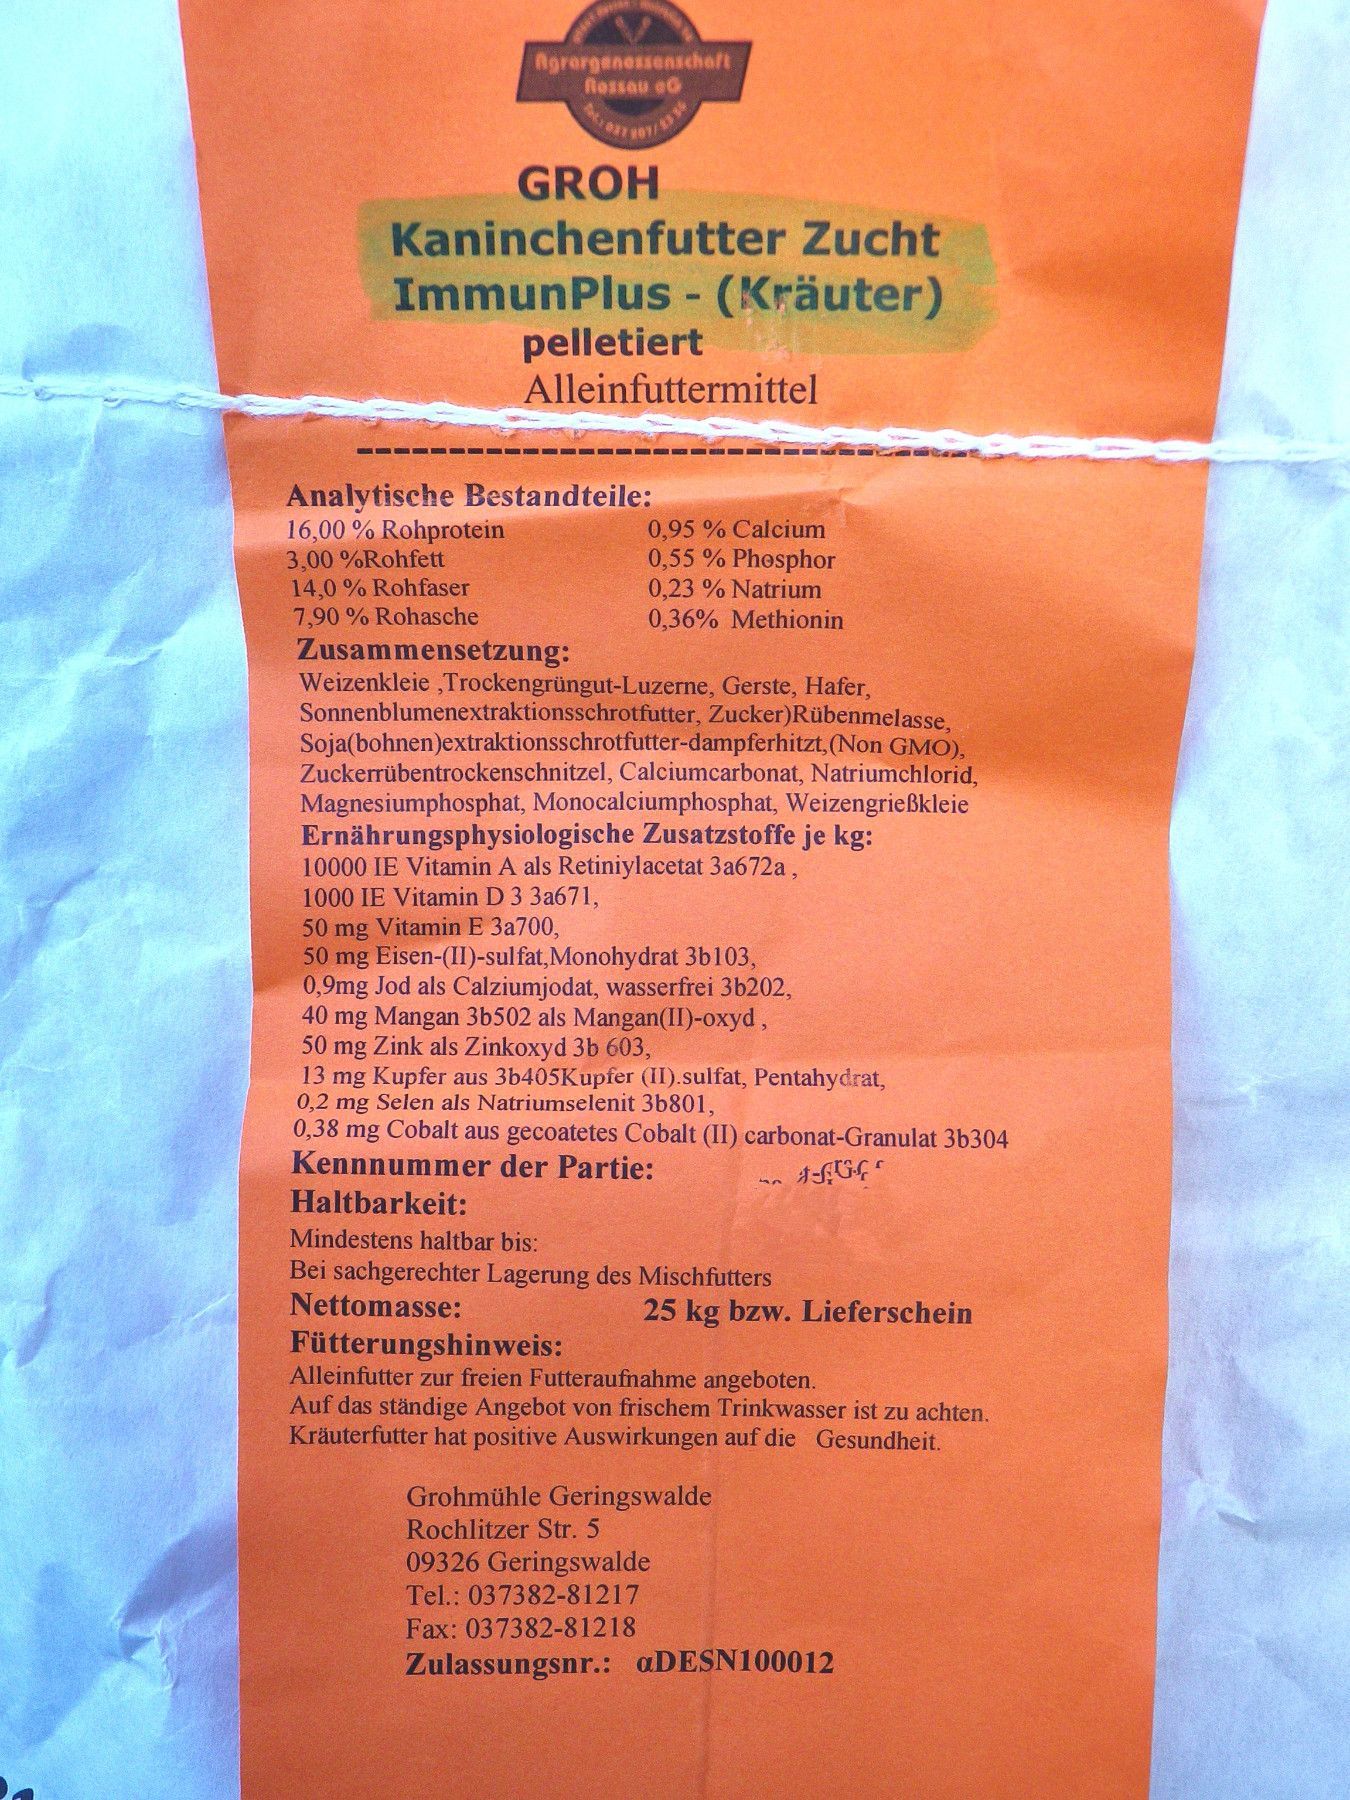 Agrargenossenschaft
Rossau eG
GROH
Kaninchenfutter Zucht
ImmunPlus - (Kräuter)
pelletiert
Alleinfuttermittel
Analytische Bestandteile:
16,00 % Rohprotein 0,95 % Calcium
3,00 %Rohfett 0,55 % Phosphor
14,0 % Rohfaser 0,23 % Natrium
7,90 % Rohasche 0,36% Methionin
Zusammensetzung:
Weizenkleie ,Trockengrüngut-Luzerne, Gerste, Hafer,
Sonnenblumenextraktionsschrotfutter, Zucker)Rübenmelasse,
Soja(bohnen)extraktionsschrotfutter-dampferhitzt,(Non GMO),
Zuckerrübentrockenschnitzel, Calciumcarbonat, Natriumchlorid,
Magnesiumphosphat, Monocalciumphosphat, Weizengrießkleie
Ernährungsphysiologische Zusatzstoffe je kg:
10000 IE Vitamin A als Retiniylacetat 3a672a ,
1000 IE Vitamin D 3 3a671,
50 mg Vitamin E 3a700,
50 mg Eisen-(II)-sulfat,Monohydrat 3b103,
0,9mg Jod als Calziumjodat, wasserfrei 3b202,
40 mg Mangan 3b502 als Mangan(II)-oxyd ,
50 mg Zink als Zinkoxyd 3b 603,
13 mg Kupfer aus 3b405Kupfer (II).sulfat, Pentahydrat,
0,2 mg Selen als Natriumselenit 3b801,
0,38 mg Cobalt aus gecoatetes Cobalt (II) carbonat-Granulat 3b304
Kennnummer der Partie:
Haltbarkeit:
Mindestens haltbar bis:
Bei sachgerechter Lagerung des Mischfutters
Nettomasse: 25 kg bzw. Lieferschein
Fütterungshinweis:
Alleinfutter zur freien Futteraufnahme angeboten.
Auf das ständige Angebot von frischem Trinkwasser ist zu achten.
Kräuterfutter hat positive Auswirkungen auf die Gesundheit.
Grohmühle Geringswalde
Rochlitzer Str. 5
09326 Geringswalde
Tel.: 037382-81217
Fax: 037382-81218
Zulassungsnr.: αDESN100012